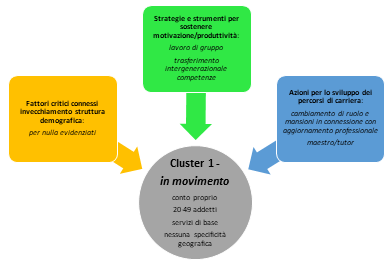 Strategie e strumenti per
sostenere
motivazione/produttività:
lavoro di gruppo
trasferimento
intergenerazionale
competenze
Fattori critici connessi
invecchiamento struttura
demografica:
per nulla evidenziati
Azioni per lo sviluppo dei
percorsi di carriera:
cambiamento di ruolo e
mansioni in connessione con
aggiornamento professionale
maestro/tutor
Cluster 1 -
in movimento
conto proprio
20-49 addetti
servizi di base
nessuna specificità
geografica